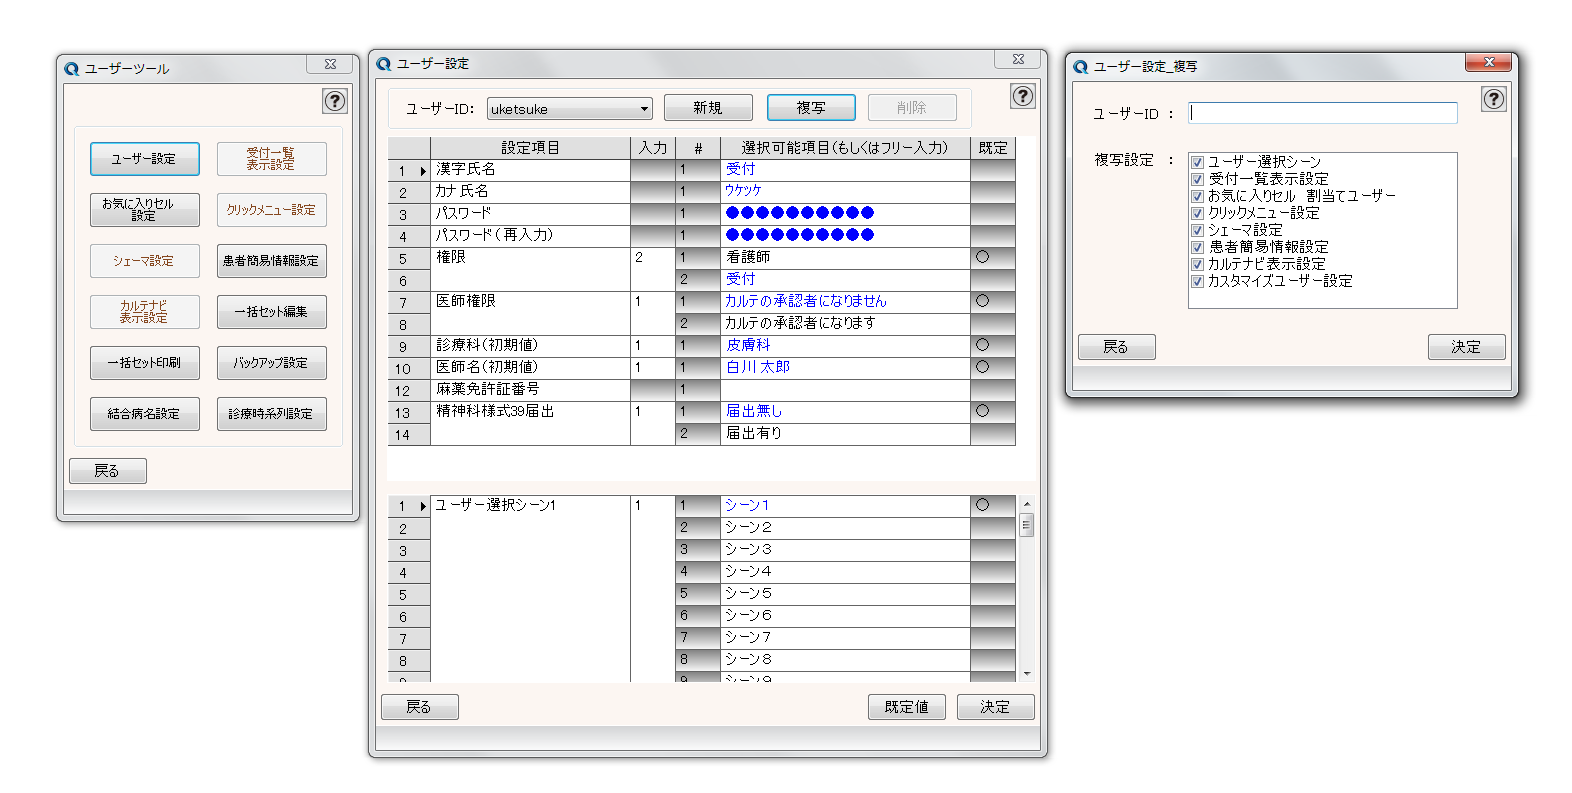 ユーザーツール
?
ユーザー設定
受付一覧
表示設定
お気に入りセル
設定
クリックメニュー設定
シェーマ設定
患者簡易情報設定
カルテナビ
表示設定
一括セット編集
一括セット印刷
バックアップ設定
結合病名設定
診療時系列設定
戻る
ユーザー設定
?
ユーザーID: uketsuke 新規 複写 削除
設定項目 入力 # 選択可能項目(もしくはフリー入力) 既定
1 漢字氏名 1 受付
2 カナ氏名 1 ウケツケ
3 パスワード 1 ●●●●●●●●●●
4 パスワード(再入力) 1 ●●●●●●●●●●
5 権限 2 1 看護師 ○
6 2 受付
7 医師権限 1 1 カルテの承認者になりません ○
8 2 カルテの承認者になります
9 診療科(初期値) 1 1 皮膚科 ○
10 医師名(初期値) 1 1 白川 太郎 ○
12 麻薬免許証番号 1
13 精神科様式39届出 1 1 届出無し ○
14 2 届出有り
1 ユーザー選択シーン1 1 1 シーン1 ○
2 2 シーン2
3 3 シーン3
4 4 シーン4
5 5 シーン5
6 6 シーン6
7 7 シーン7
8 8 シーン8
9 9 シーン9
戻る 既定値 決定
ユーザー設定_複写
?
ユーザーID :
複写設定 :
ユーザー選択シーン
受付一覧表示設定
お気に入りセル 割当てユーザー
クリックメニュー設定
シェーマ設定
患者簡易情報設定
カルテナビ表示設定
カスタマイズユーザー設定
戻る 決定